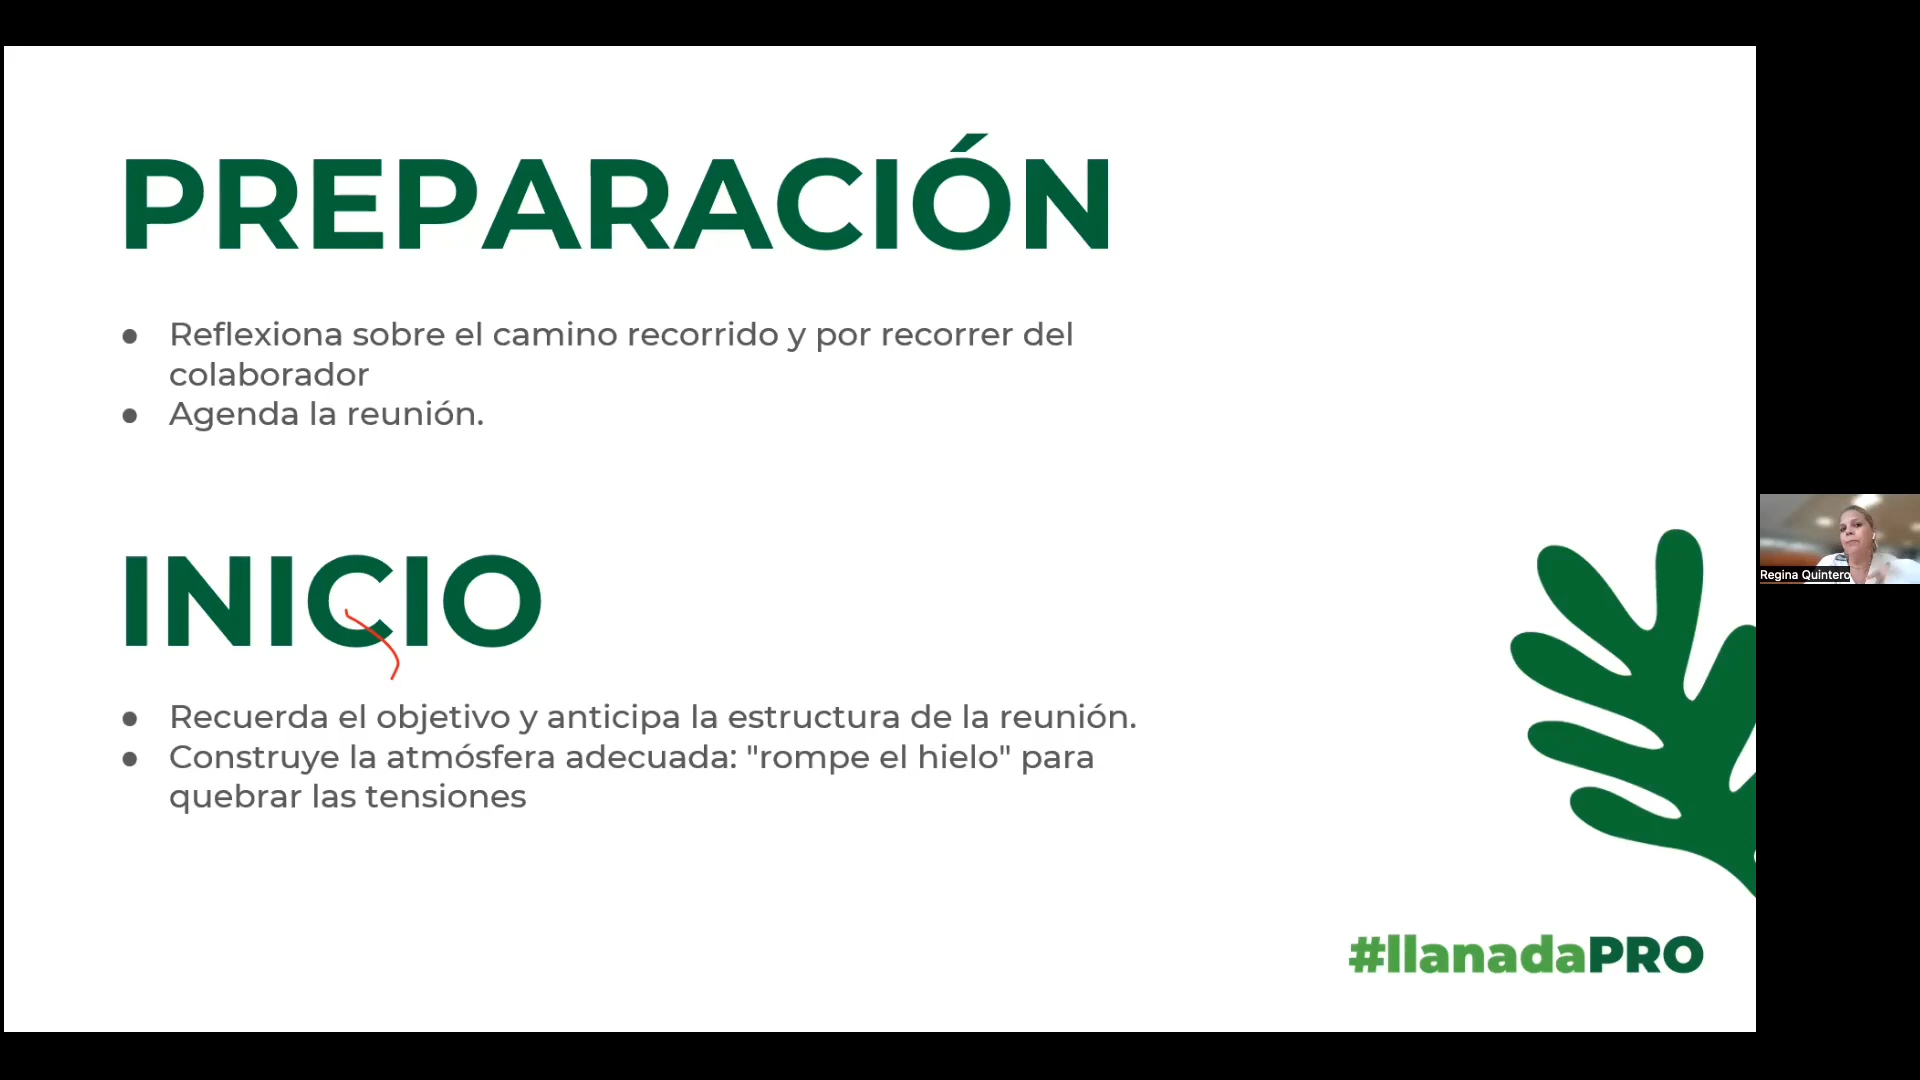 PREPARACIÓN
● Reflexiona sobre el camino recorrido y por recorrer del
colaborador
● Agenda la reunión.
INICIO
● Recuerda el objetivo y anticipa la estructura de la reunión.
● Construye la atmósfera adecuada: "rompe el hielo" para
quebrar las tensiones
#llanadaPRO
Regina Quintero